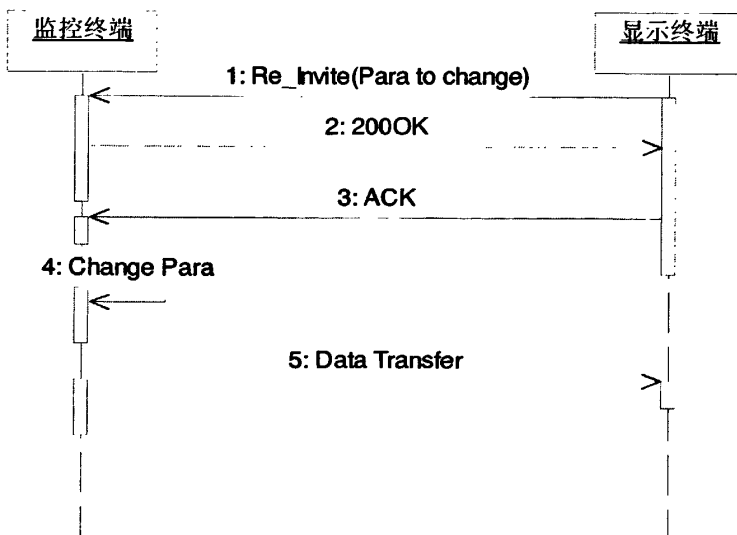 监控终端
显示终端
1: Re_Invite(Para to change)
2: 200OK
3: ACK
4: Change Para
5: Data Transfer